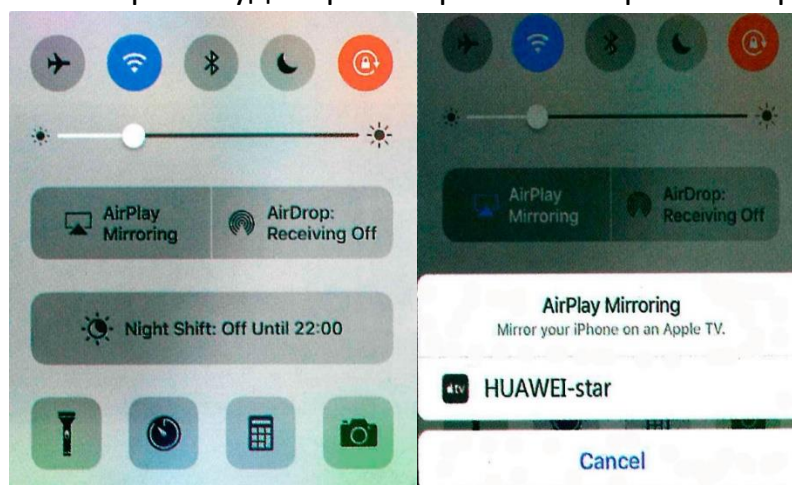 AirPlay
Mirroring
AirDrop:
Receiving Off
Night Shift: Off Until 22:00
AirPlay
Mirroring
AirDrop:
Receiving Off
AirPlay Mirroring
Mirror your iPhone on an Apple TV.
tv
HUAWEI-star
Cancel